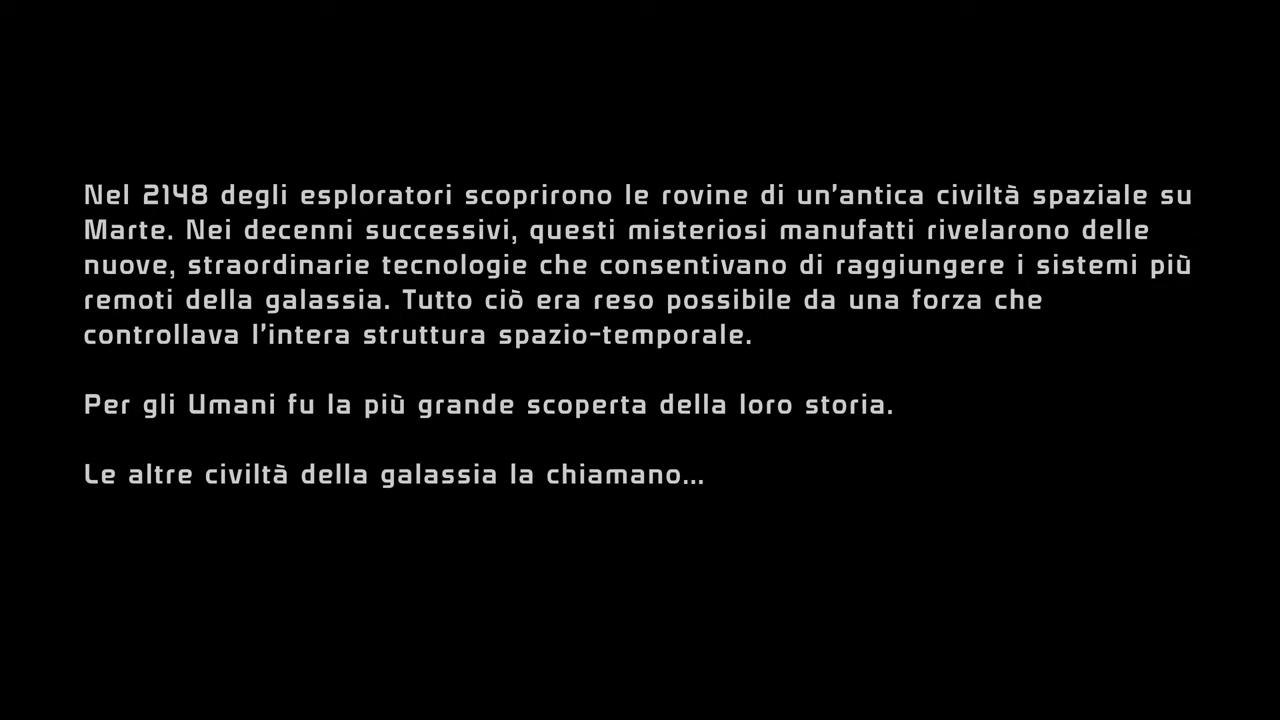 Nel 2148 degli esploratori scoprirono le rovine di un'antica civiltà spaziale su
Marte. Nei decenni successivi, questi misteriosi manufatti rivelarono delle
nuove, straordinarie tecnologie che consentivano di raggiungere i sistemi più
remoti della galassia. Tutto ciò era reso possibile da una forza che
controllava l'intera struttura spazio-temporale.
Per gli Umani fu la più grande scoperta della loro storia.
Le altre civiltà della galassia la chiamano...